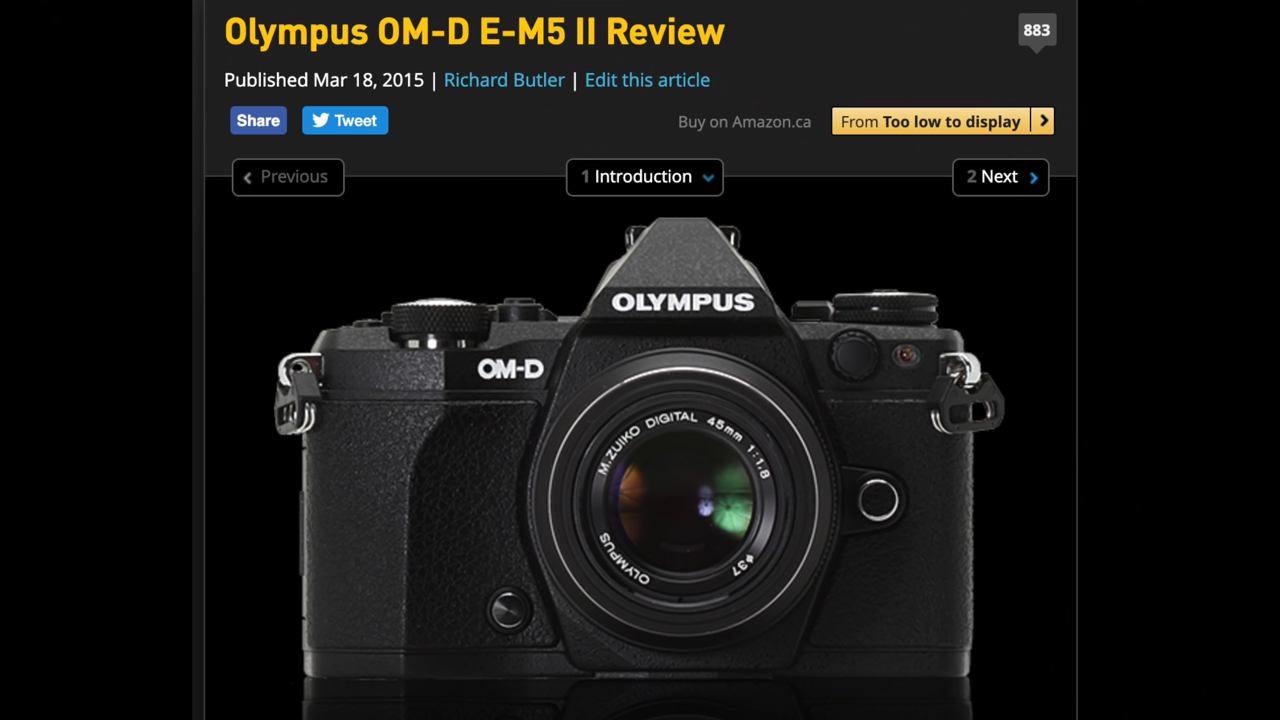 Olympus OM-D E-M5 II Review
883
Published Mar 18, 2015 | Richard Butler | Edit this article
Share
Tweet
Buy on Amazon.ca
From Too low to display
Previous
1 Introduction
2 Next
OLYMPUS
OM-D
M.ZUIKO DIGITAL 45mm 1:1.8
OLYMPUS
ø37